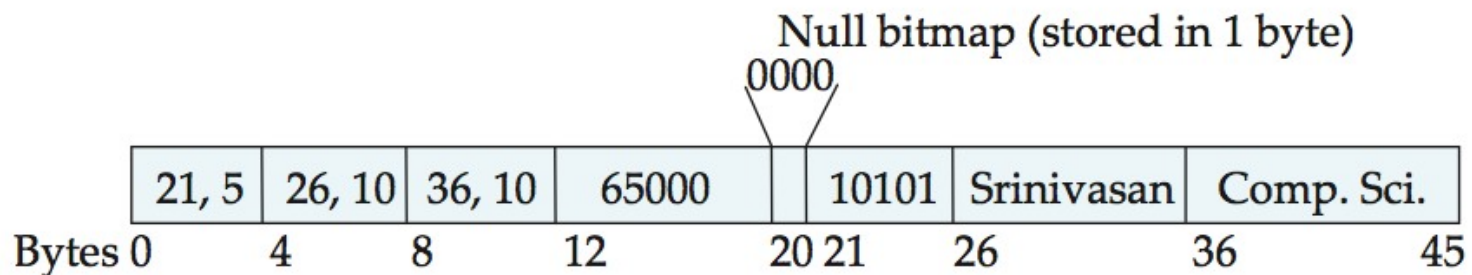 Null bitmap (stored in 1 byte)
0000
21, 5 26, 10 36, 10 65000 10101 Srinivasan Comp. Sci.
Bytes 0 4 8 12 20 21 26 36 45